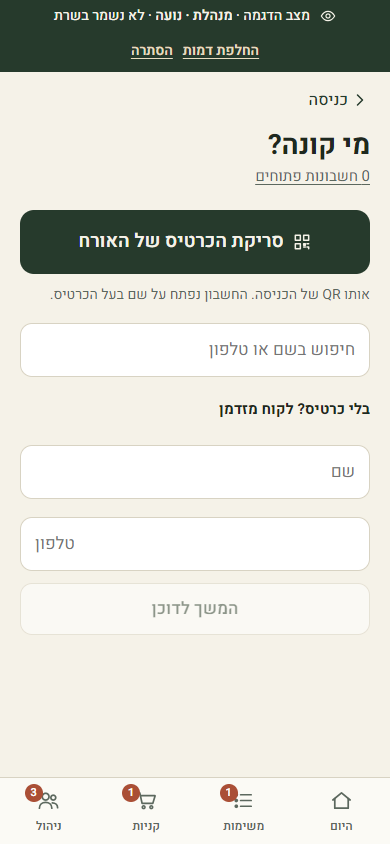 מצב הדגמה · מנהלת · נועה · לא נשמר בשרת
החלפת דמות הסתרה
כניסה
מי קונה?
0 חשבונות פתוחים
סריקת הכרטיס של האורח
אותו QR של הכניסה. החשבון נפתח על שם בעל הכרטיס.
חיפוש בשם או טלפון
בלי כרטיס? לקוח מזדמן
שם
טלפון
המשך לדוכן
1 1 3
היום משימות קניות ניהול